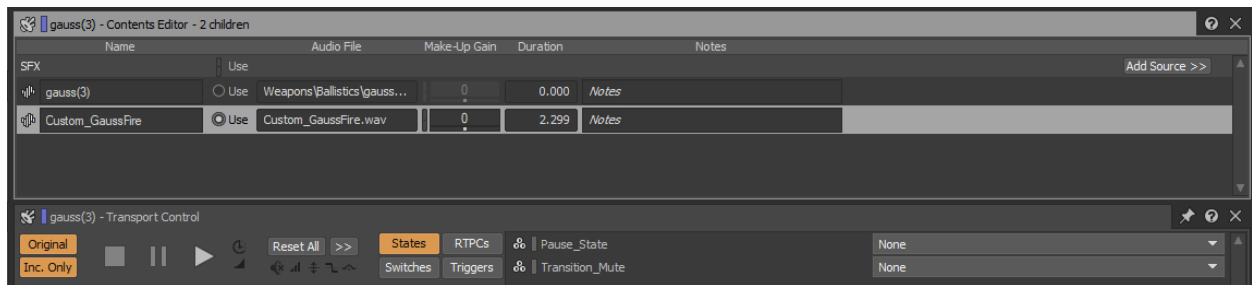 gauss(3) - Contents Editor - 2 children
Name Audio File Make-Up Gain Duration Notes
SFX Use Add Source >>
gauss(3) Use Weapons\Ballistics\gauss... 0 0.000 Notes
Custom_GaussFire Use Custom_GaussFire.wav 0 2.299 Notes
gauss(3) - Transport Control
Original Reset All >> States RTPCs Pause_State None
Inc. Only Switches Triggers Transition_Mute None